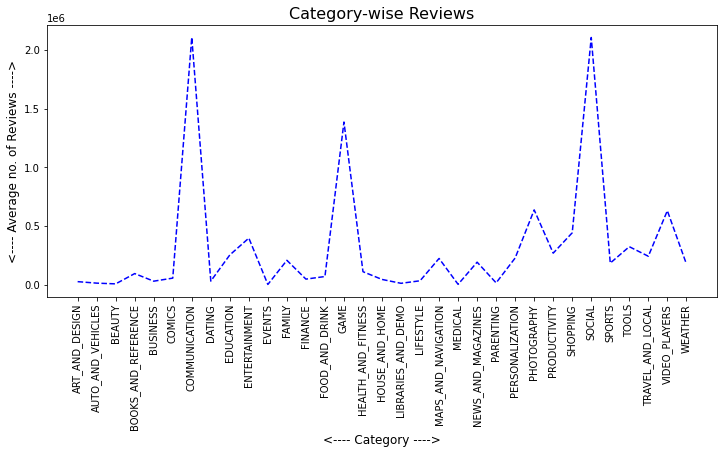 Category-wise Reviews
1e6
2.0
1.5
1.0
0.5
0.0
<---- Average no. of Reviews ---->
ART_AND_DESIGN
AUTO_AND_VEHICLES
BEAUTY
BOOKS_AND_REFERENCE
BUSINESS
COMICS
COMMUNICATION
DATING
EDUCATION
ENTERTAINMENT
EVENTS
FAMILY
FINANCE
FOOD_AND_DRINK
GAME
HEALTH_AND_FITNESS
HOUSE_AND_HOME
LIBRARIES_AND_DEMO
LIFESTYLE
MAPS_AND_NAVIGATION
MEDICAL
NEWS_AND_MAGAZINES
PARENTING
PERSONALIZATION
PHOTOGRAPHY
PRODUCTIVITY
SHOPPING
SOCIAL
SPORTS
TOOLS
TRAVEL_AND_LOCAL
VIDEO_PLAYERS
WEATHER
<---- Category ---->